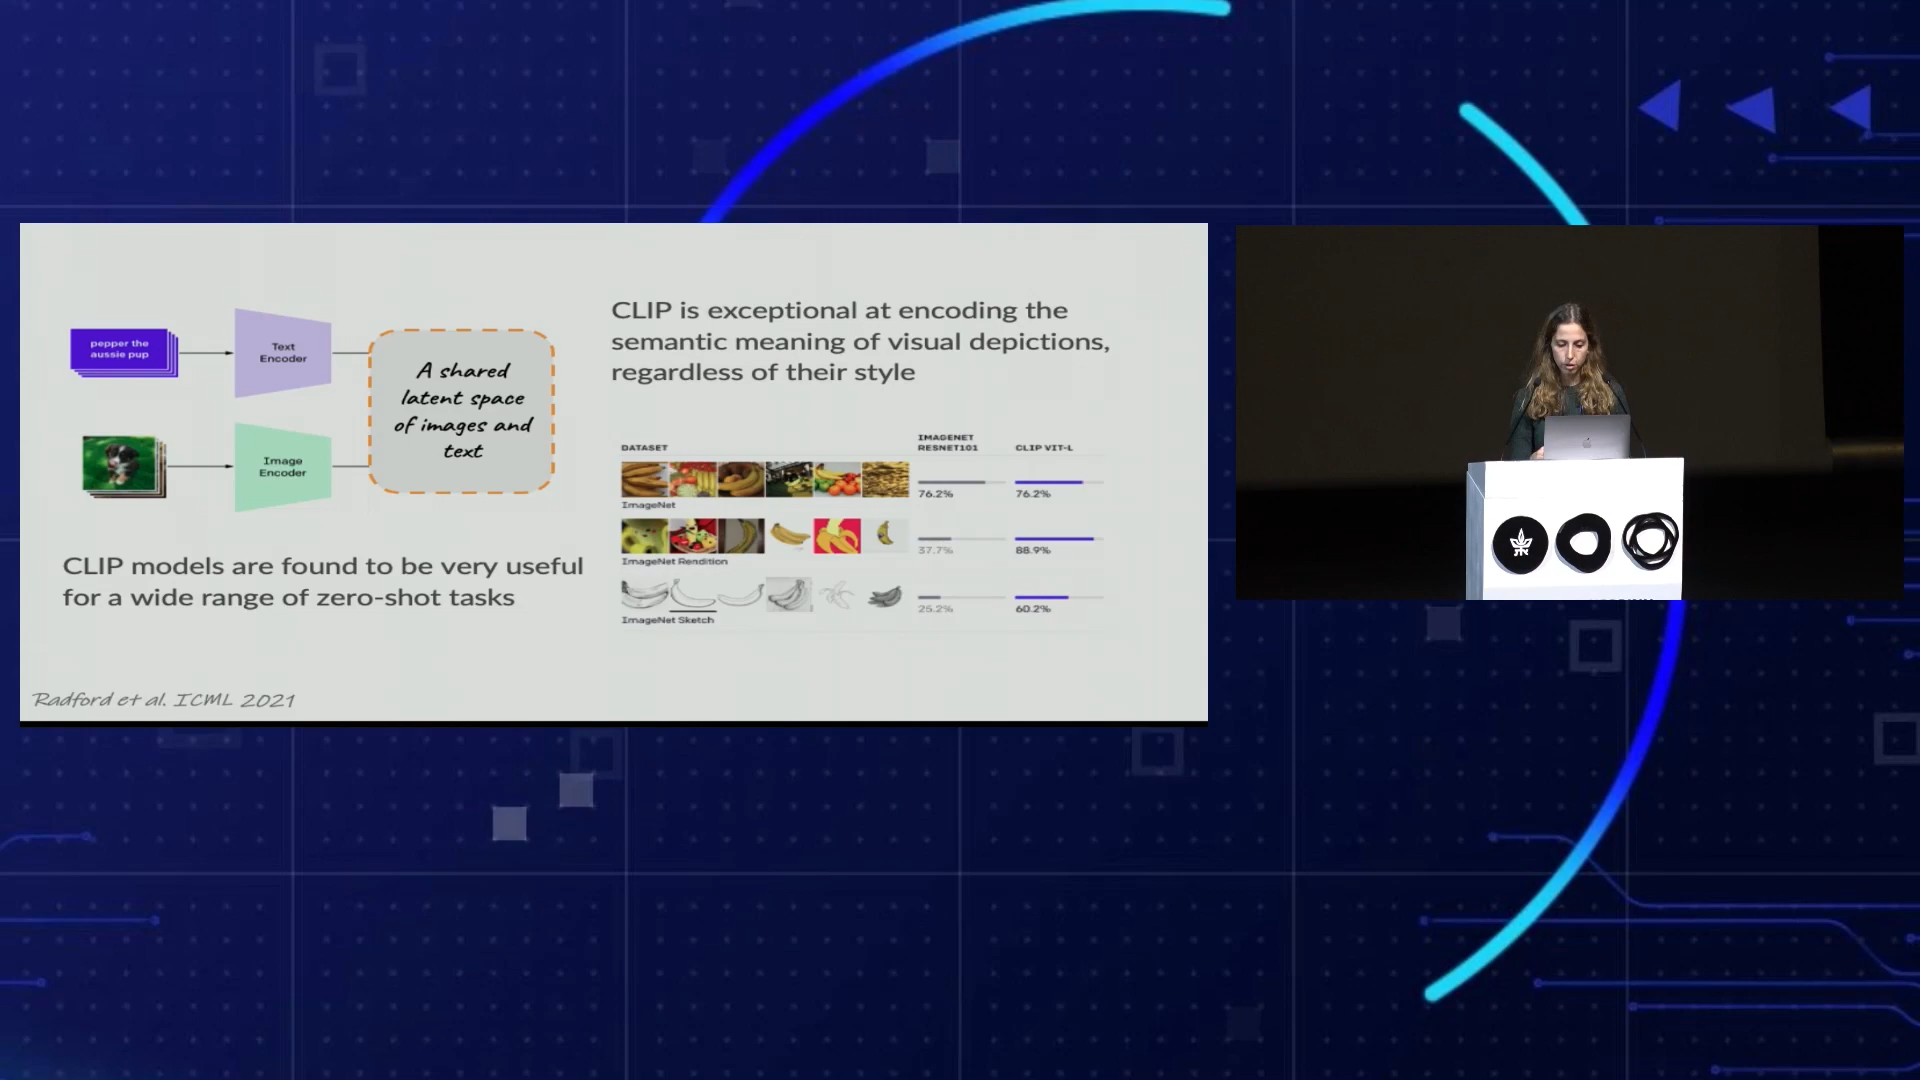 pepper the
aussie pup
Text
Encoder
Image
Encoder
A shared
latent space
of images and
text
CLIP models are found to be very useful
for a wide range of zero-shot tasks
Radford et al. ICML 2021
CLIP is exceptional at encoding the
semantic meaning of visual depictions,
regardless of their style
DATASET
IMAGENET
RESNET101
CLIP VIT-L
ImageNet
76.2%
76.2%
ImageNet Rendition
37.7%
88.9%
ImageNet Sketch
25.2%
60.2%